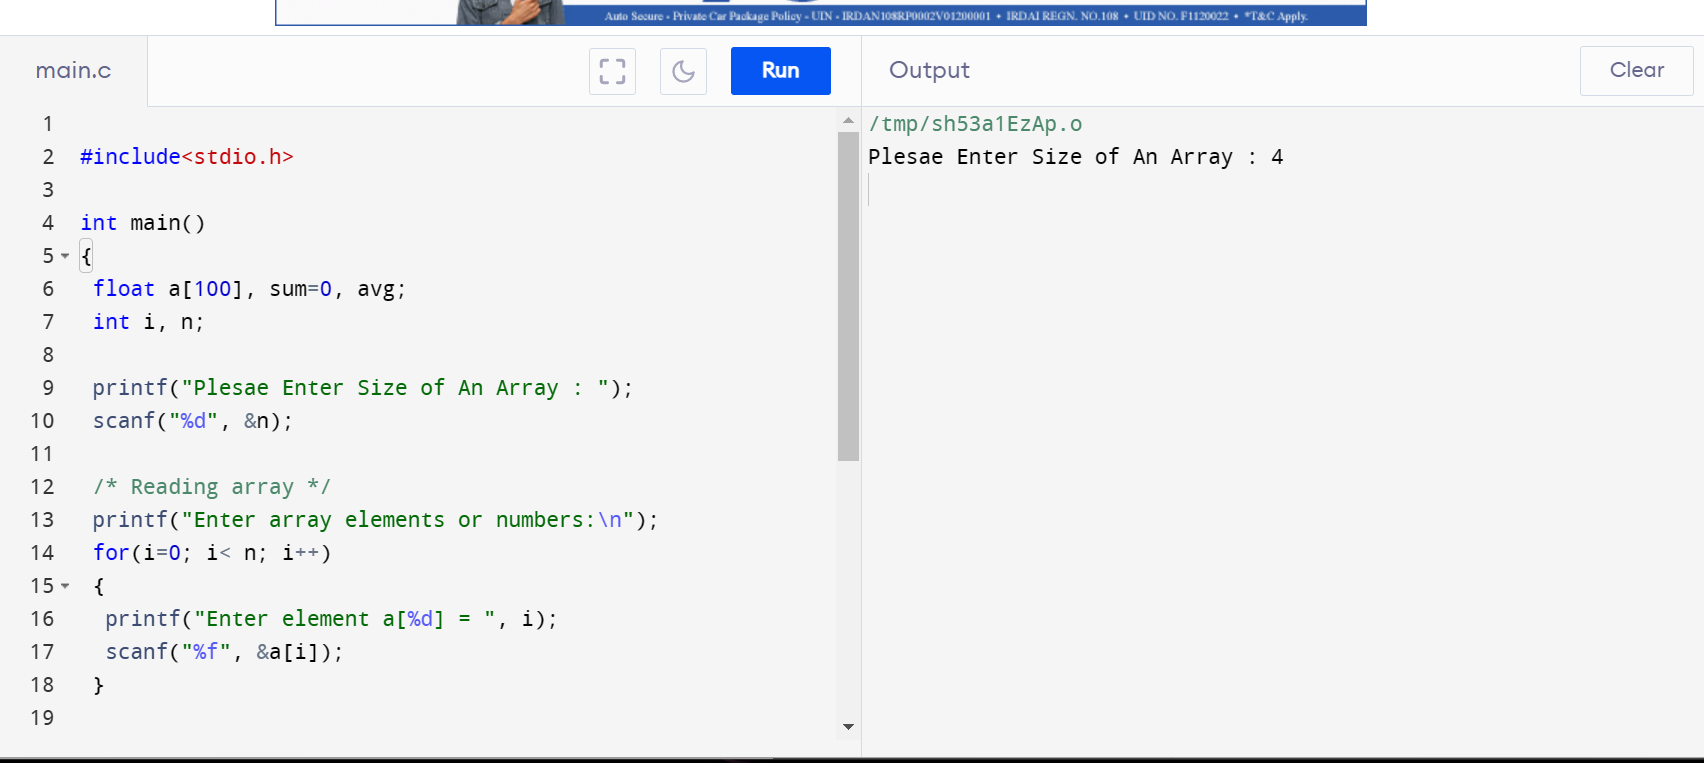 Auto Secure - Private Car Package Policy - UIN - IRDAN108RP0002V01200001 • IRDAI REGN. NO.108 • UID NO. F1120022 • *T&C Apply.
main.c
Run
Output
Clear
1
2 #include<stdio.h>
3
4 int main()
5 {
6 float a[100], sum=0, avg;
7 int i, n;
8
9 printf("Plesae Enter Size of An Array : ");
10 scanf("%d", &n);
11
12 /* Reading array */
13 printf("Enter array elements or numbers:\n");
14 for(i=0; i< n; i++)
15 {
16 printf("Enter element a[%d] = ", i);
17 scanf("%f", &a[i]);
18 }
19
/tmp/sh53a1EzAp.o
Plesae Enter Size of An Array : 4